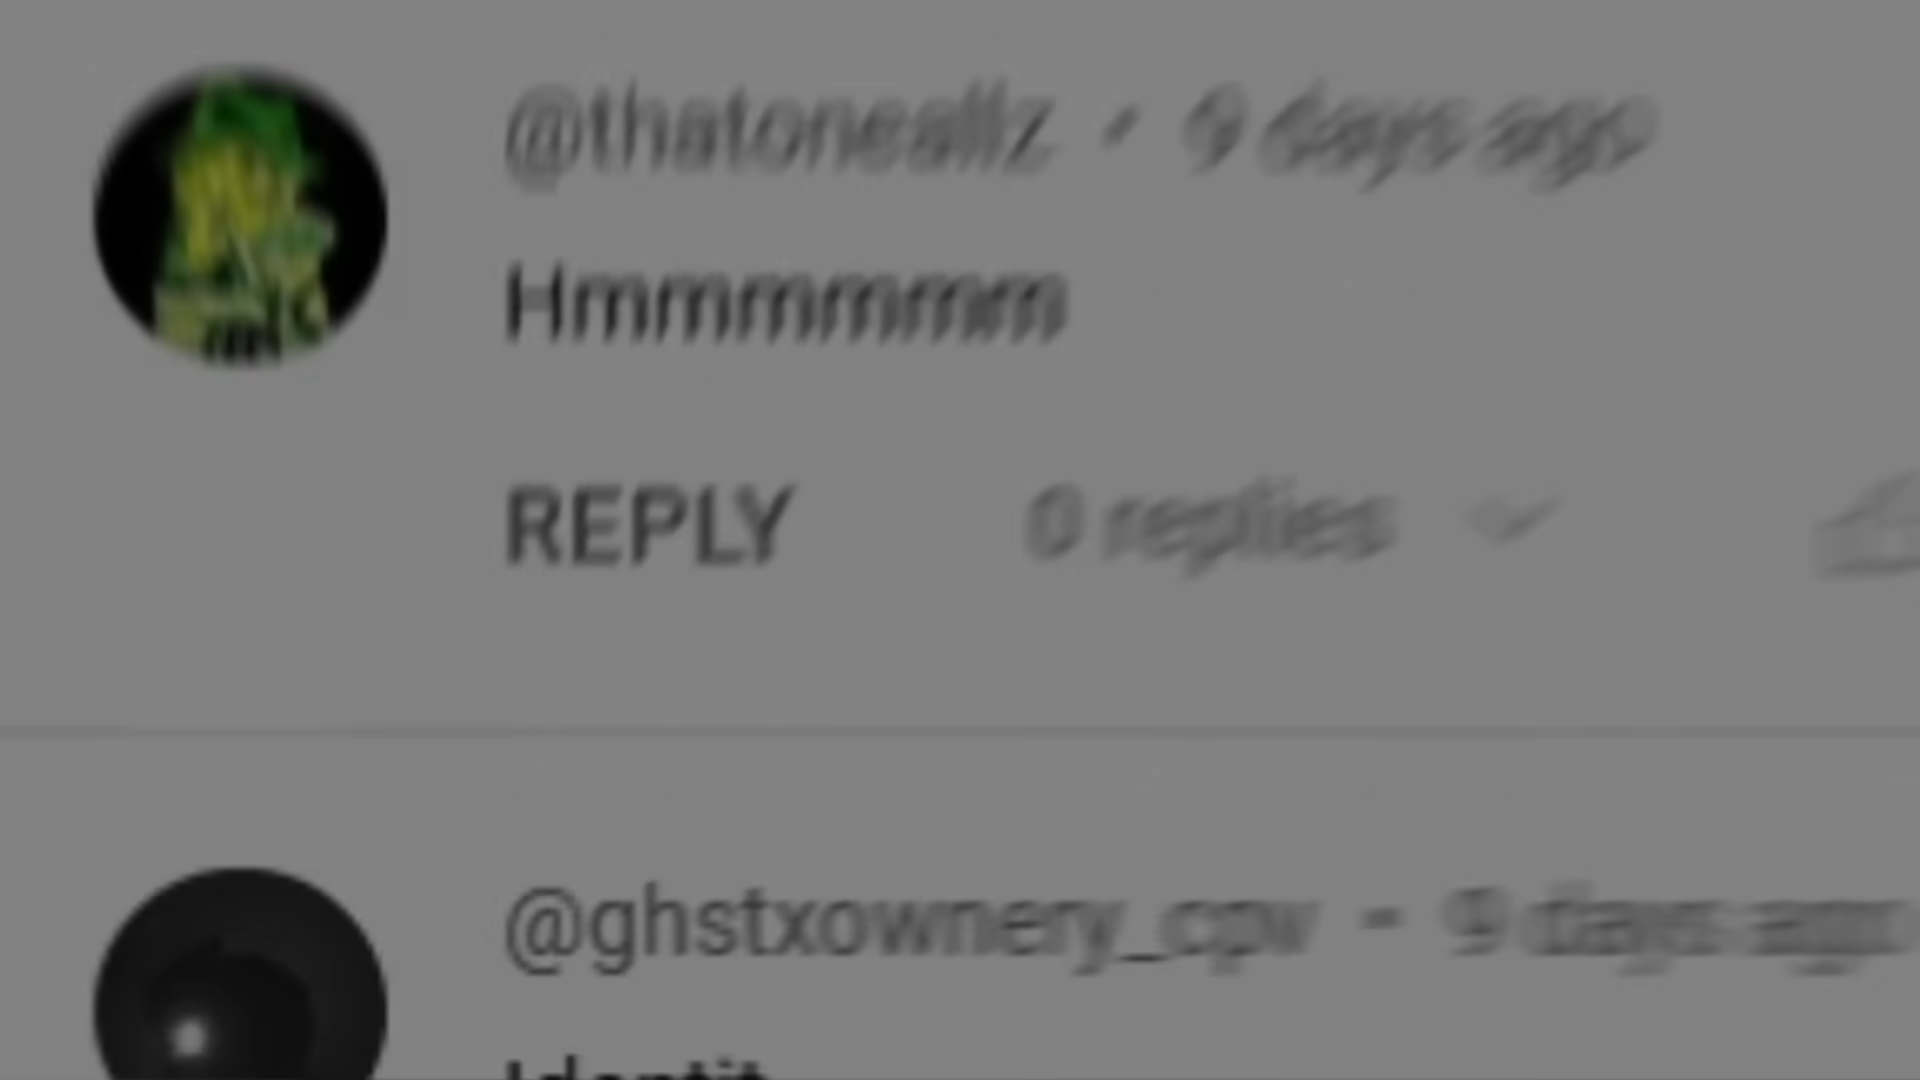 @thatoneallz • 9 days ago
Hmmmmmm
REPLY 0 replies
@ghstxownery_cpv • 9 days ago